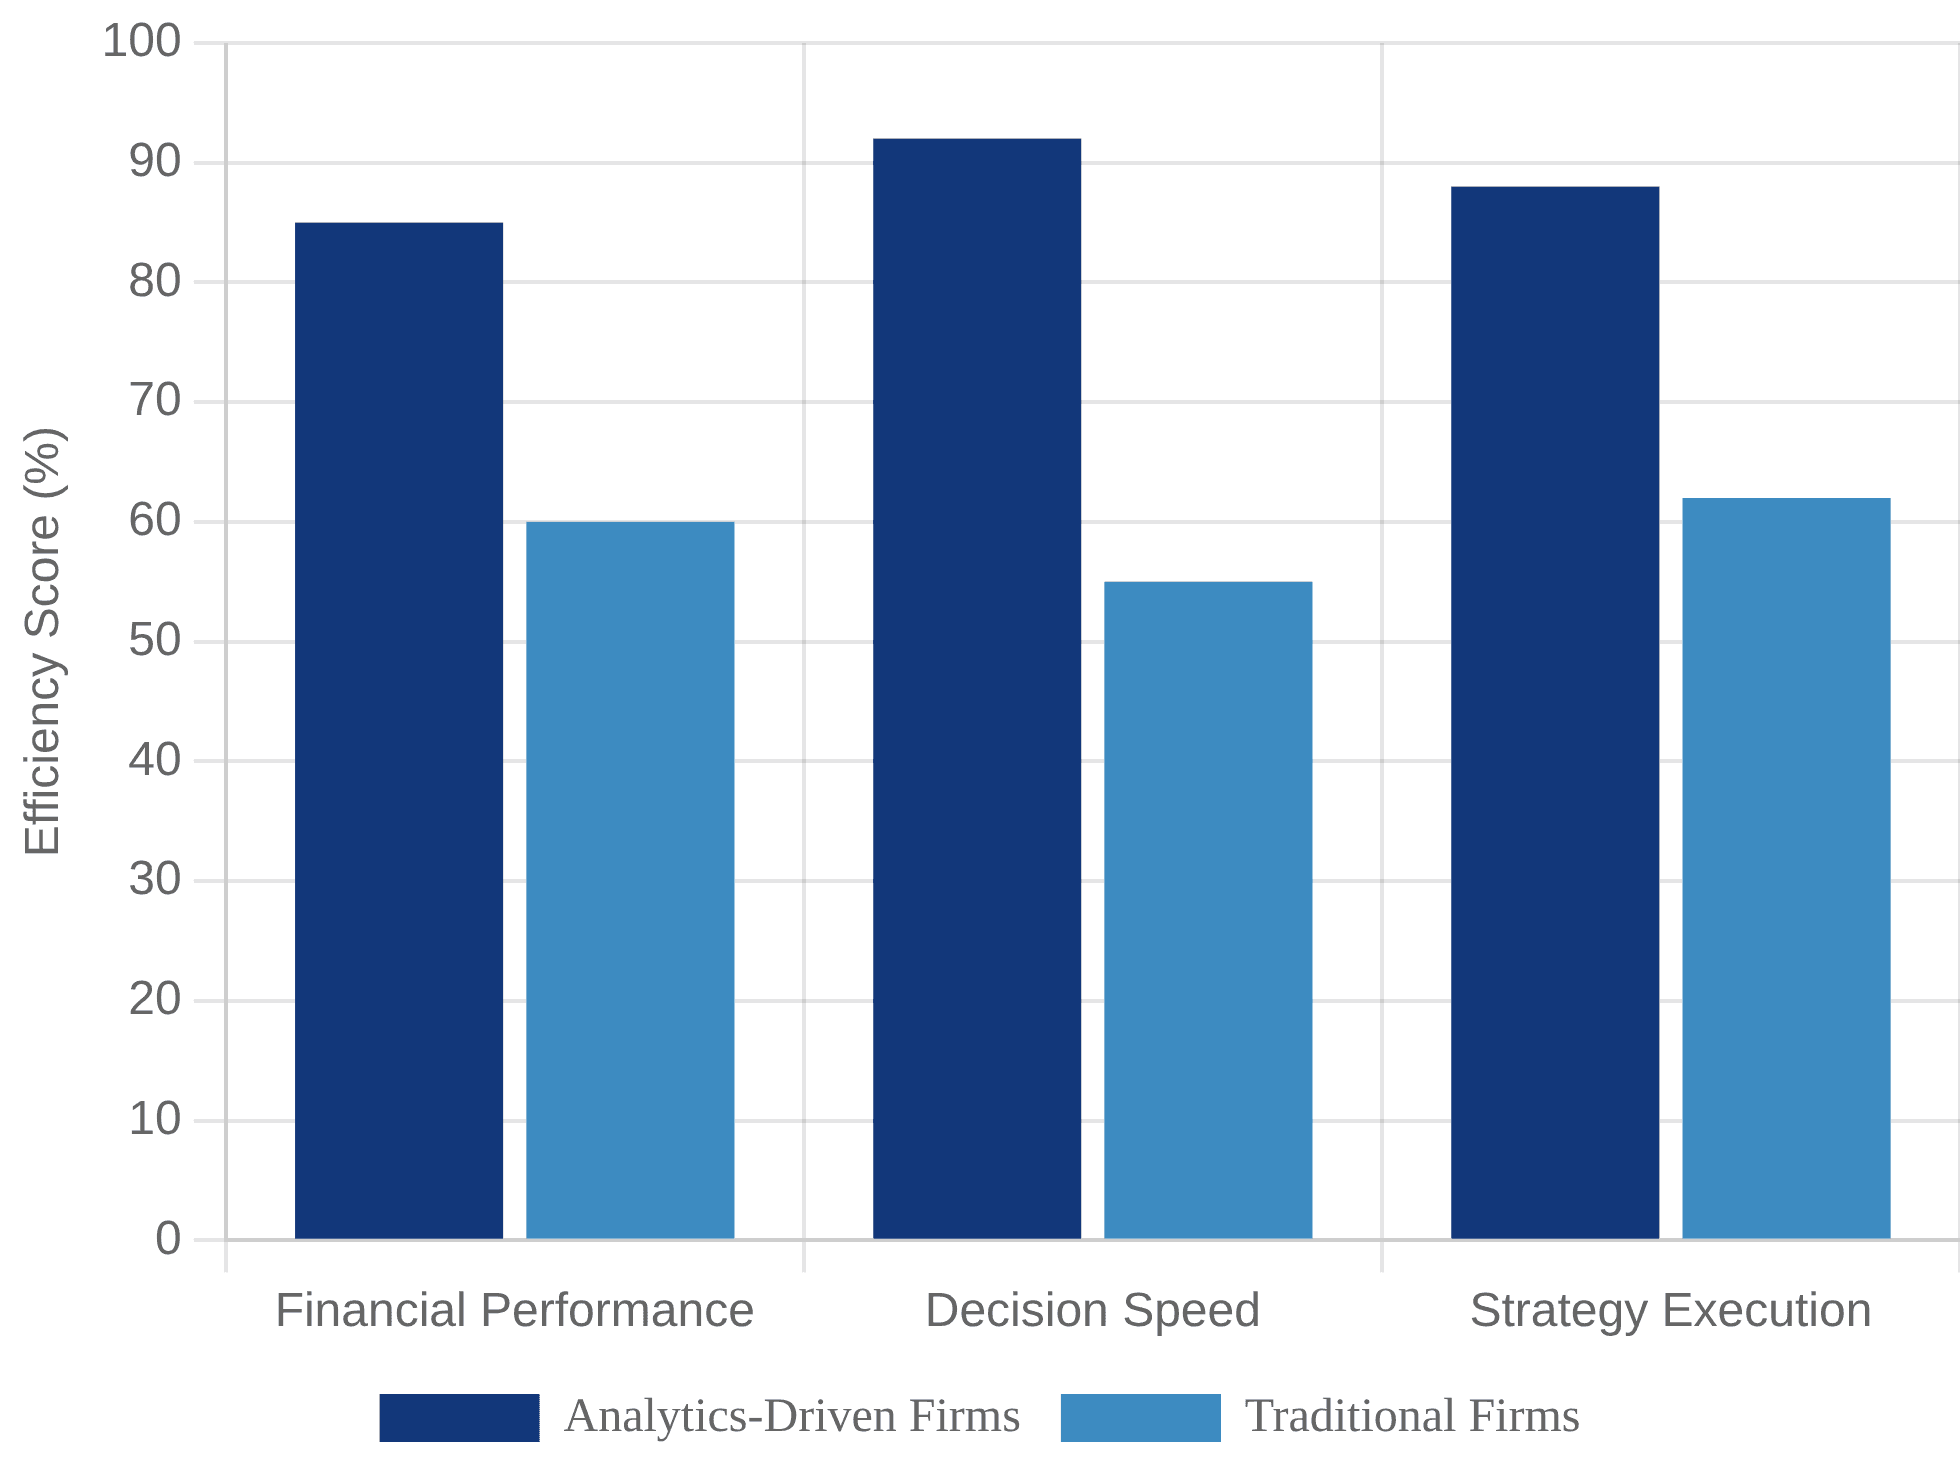 100
90
80
70
60
50
40
30
20
10
0
Efficiency Score (%)
Financial Performance
Decision Speed
Strategy Execution
Analytics-Driven Firms
Traditional Firms